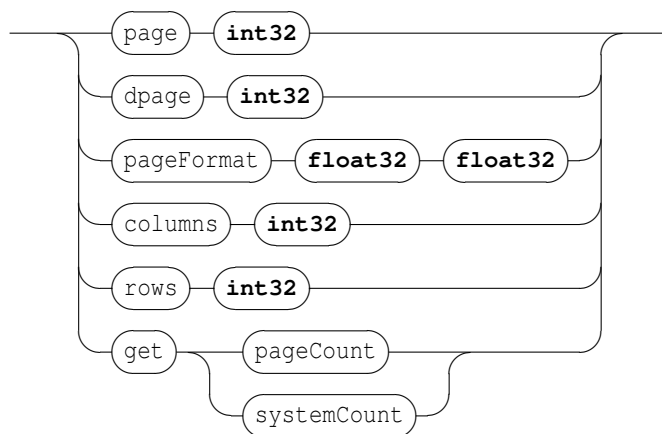 page int32
dpage int32
pageFormat float32 float32
columns int32
rows int32
get pageCount
systemCount